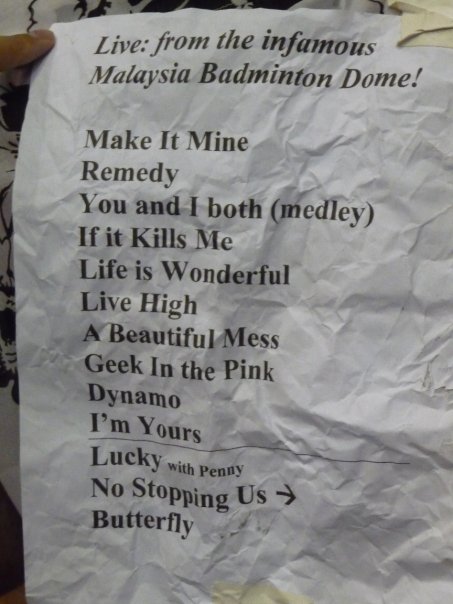 Live: from the infamous
Malaysia Badminton Dome!
Make It Mine
Remedy
You and I both (medley)
If it Kills Me
Life is Wonderful
Live High
A Beautiful Mess
Geek In the Pink
Dynamo
I'm Yours
Lucky with Penny
No Stopping Us →
Butterfly